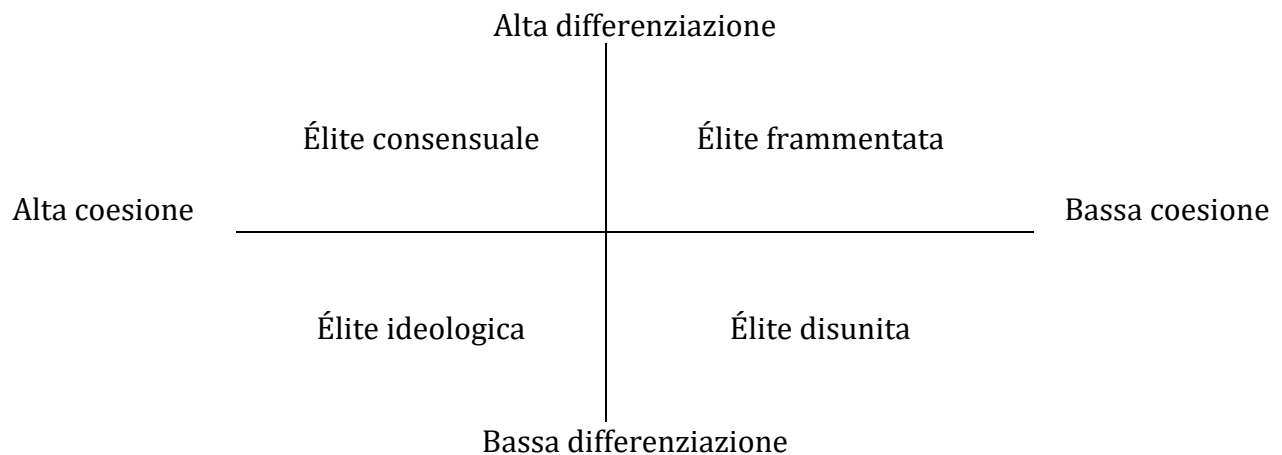 Alta differenziazione
Élite consensuale
Élite frammentata
Alta coesione
Bassa coesione
Élite ideologica
Élite disunita
Bassa differenziazione